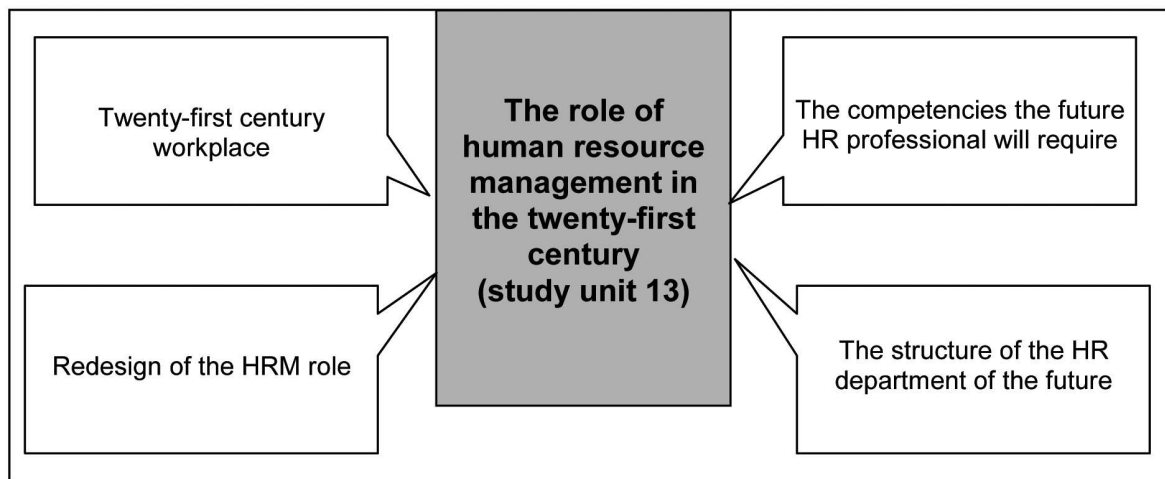 Twenty-first century
workplace
The role of
human resource
management in
the twenty-first
century
(study unit 13)
The competencies the future
HR professional will require
Redesign of the HRM role
The structure of the HR
department of the future